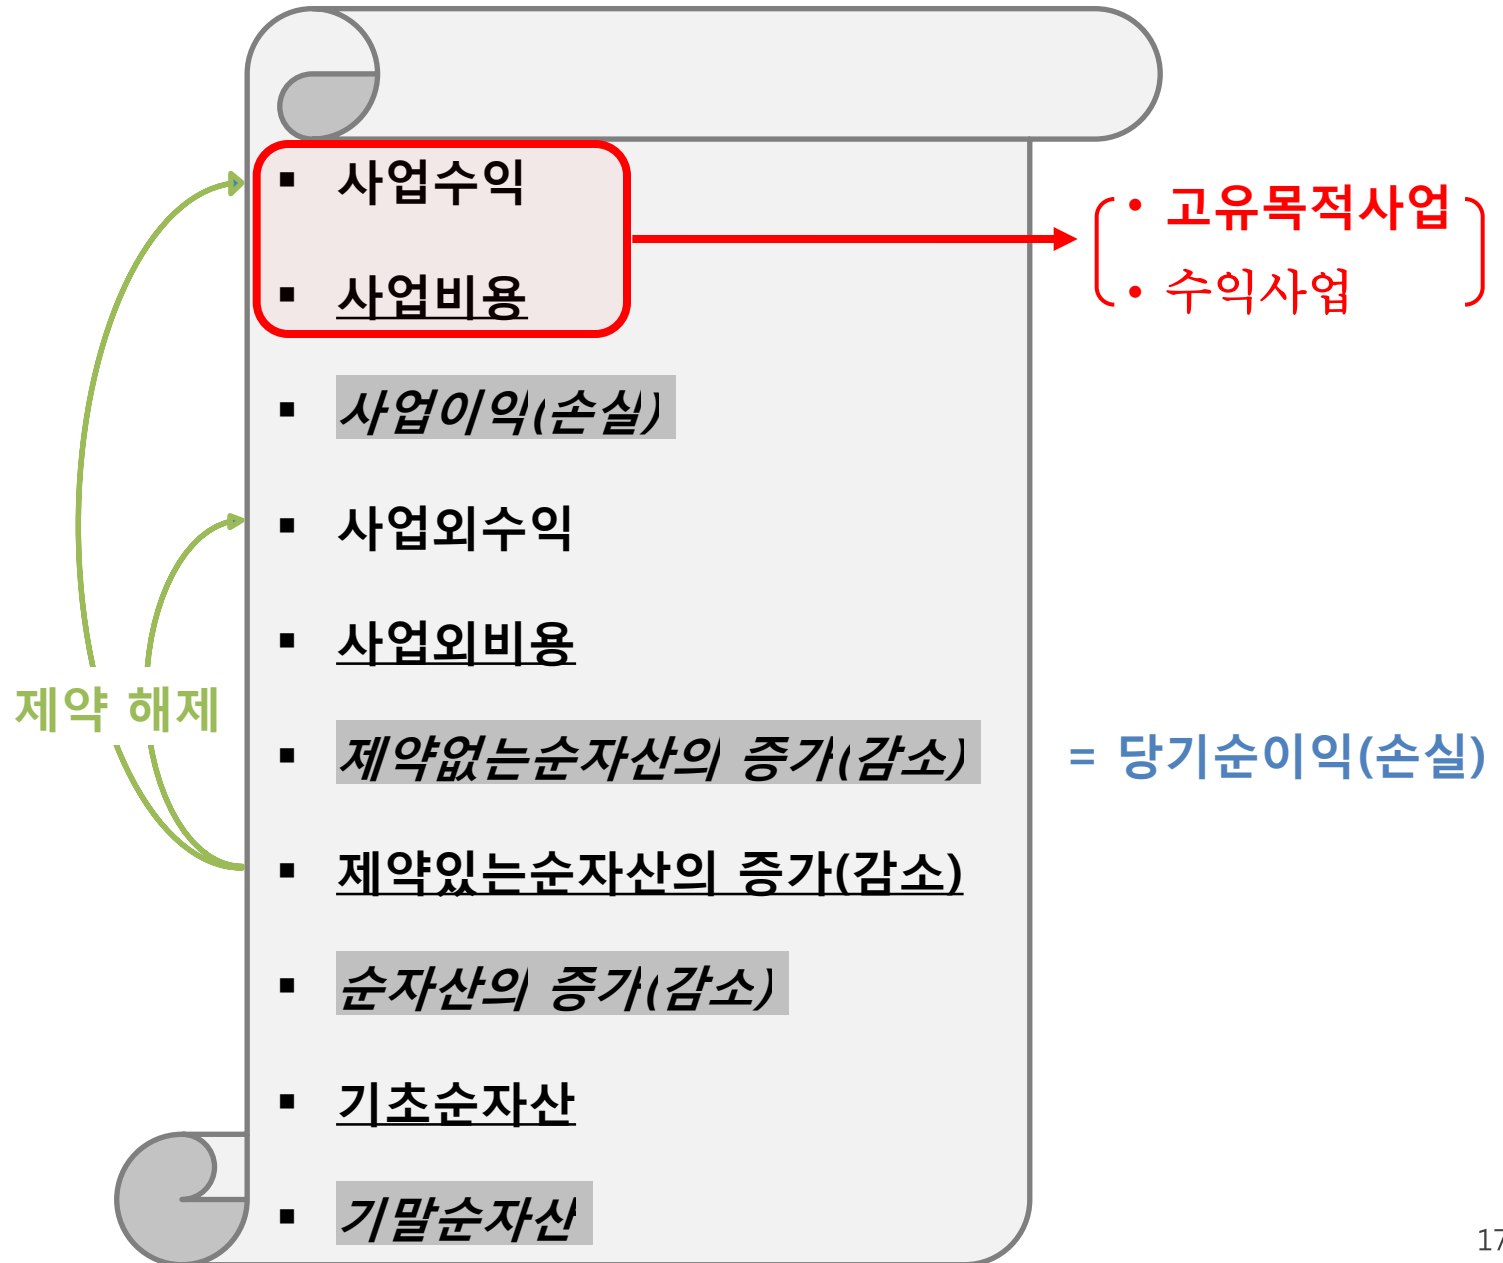 ▪ 사업수익
• 고유목적사업
▪ 사업비용
• 수익사업
▪ 사업이익(손실)
▪ 사업외수익
▪ 사업외비용
제약 해제
▪ 제약없는순자산의 증가(감소)
= 당기순이익(손실)
▪ 제약있는순자산의 증가(감소)
▪ 순자산의 증가(감소)
▪ 기초순자산
▪ 기말순자산
17